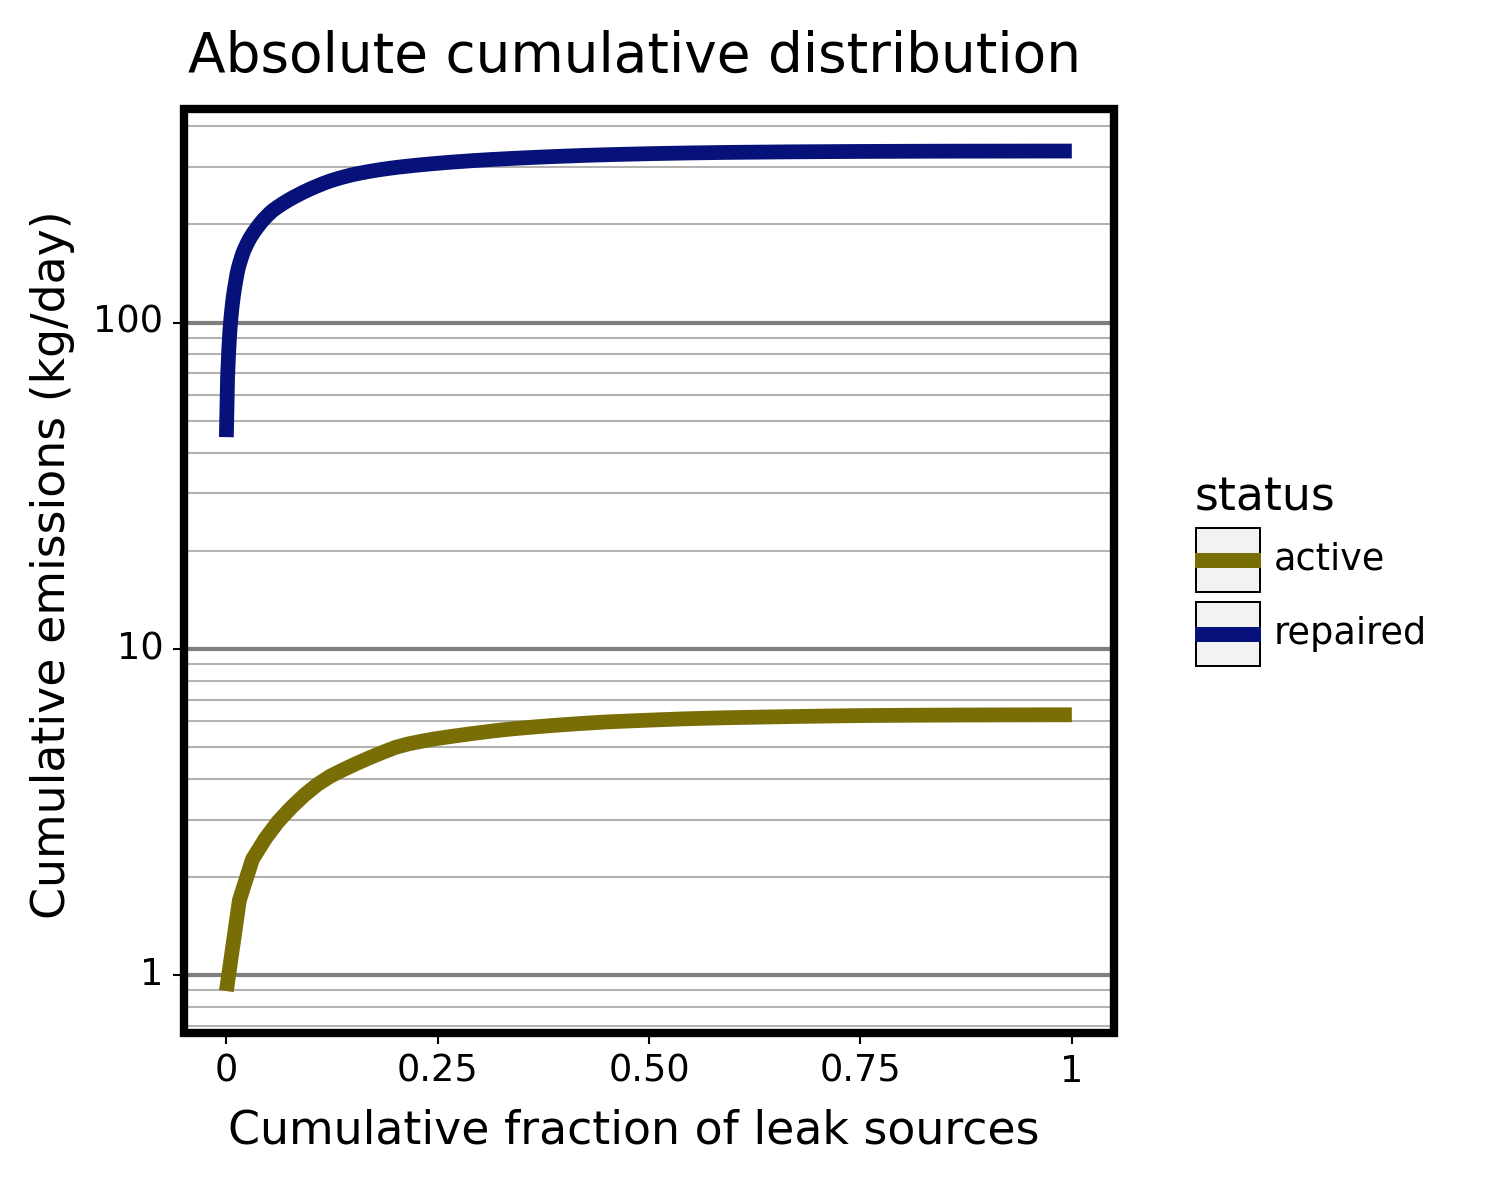 Absolute cumulative distribution
Cumulative emissions (kg/day)
100
10
1
0
0.25
0.50
0.75
1
Cumulative fraction of leak sources
status
active
repaired